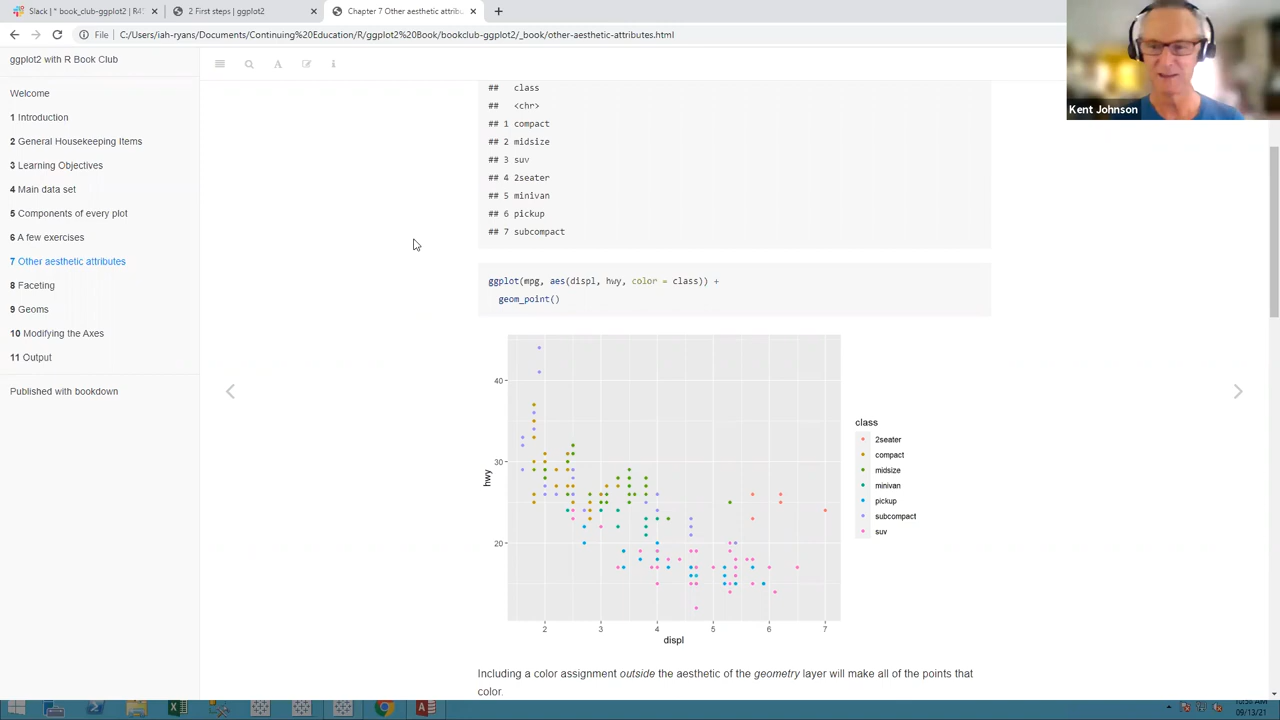 Slack | * book_club-ggplot2 | R4
2 First steps | ggplot2
Chapter 7 Other aesthetic attribu
File
C:/Users/iah-ryans/Documents/Continuing%20Education/R/ggplot2%20Book/bookclub-ggplot2/_book/other-aesthetic-attributes.html
Kent Johnson
ggplot2 with R Book Club
Welcome
1 Introduction
2 General Housekeeping Items
3 Learning Objectives
4 Main data set
5 Components of every plot
6 A few exercises
7 Other aesthetic attributes
8 Faceting
9 Geoms
10 Modifying the Axes
11 Output
Published with bookdown
## class
## <chr>
## 1 compact
## 2 midsize
## 3 suv
## 4 2seater
## 5 minivan
## 6 pickup
## 7 subcompact
ggplot(mpg, aes(displ, hwy, color = class)) +
geom_point()
hwy
40
30
20
2 3 4 5 6 7
displ
class
2seater
compact
midsize
minivan
pickup
subcompact
suv
Including a color assignment outside the aesthetic of the geometry layer will make all of the points that
color.
09/13/21